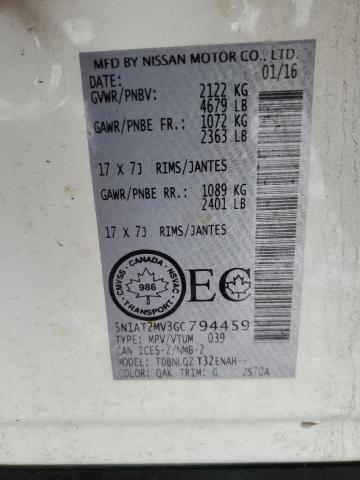 MFD BY NISSAN MOTOR CO., LTD.
DATE: 01/16
GVWR/PNBV: 2122 KG
4679 LB
GAWR/PNBE FR.: 1072 KG
2363 LB
17 X 7J RIMS/JANTES
GAWR/PNBE RR.: 1089 KG
2401 LB
17 X 7J RIMS/JANTES
CANADA
CMVSS 986 NSVAC
TRANSPORT
EC
5N1AT2MV3GC794459
TYPE: MPV/VTUM 039
CAN ICES-2/NMB-2
MODEL: TDBNLQZ T32ENAH--
COLOR: QAK TRIM: G 2570A